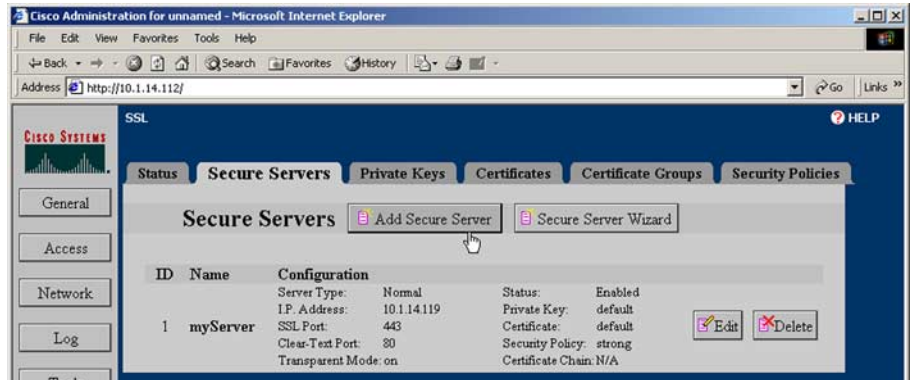 Cisco Administration for unnamed - Microsoft Internet Explorer
File Edit View Favorites Tools Help
Back Search Favorites History
Address http://10.1.14.112/ Go Links »
SSL HELP
CISCO SYSTEMS
Status Secure Servers Private Keys Certificates Certificate Groups Security Policies
General
Secure Servers Add Secure Server Secure Server Wizard
Access
ID Name Configuration
Network
Server Type: Normal Status: Enabled
I.P. Address: 10.1.14.119 Private Key: default
1 myServer SSL Port: 443 Certificate: default Edit Delete
Log
Clear-Text Port: 80 Security Policy: strong
Transparent Mode: on Certificate Chain: N/A